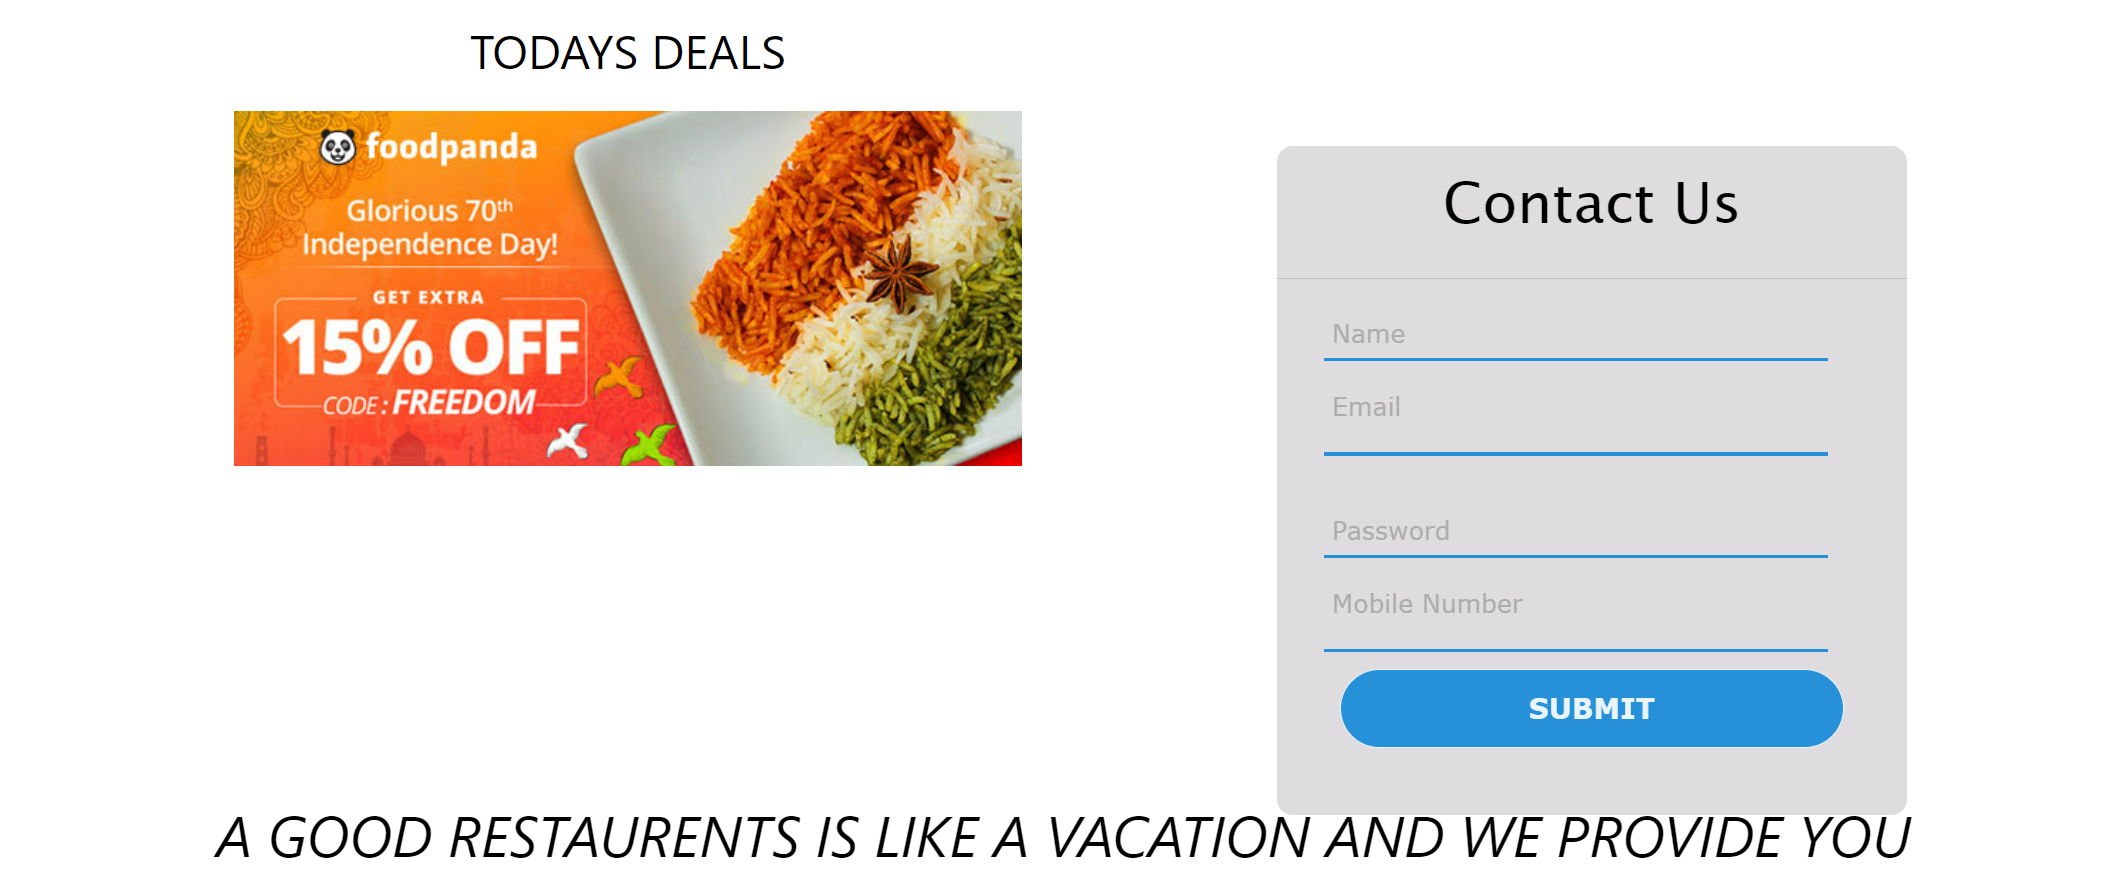 TODAYS DEALS
foodpanda
Glorious 70th
Independence Day!
GET EXTRA
15% OFF
CODE : FREEDOM
Contact Us
Name
Email
Password
Mobile Number
SUBMIT
A GOOD RESTAURENTS IS LIKE A VACATION AND WE PROVIDE YOU